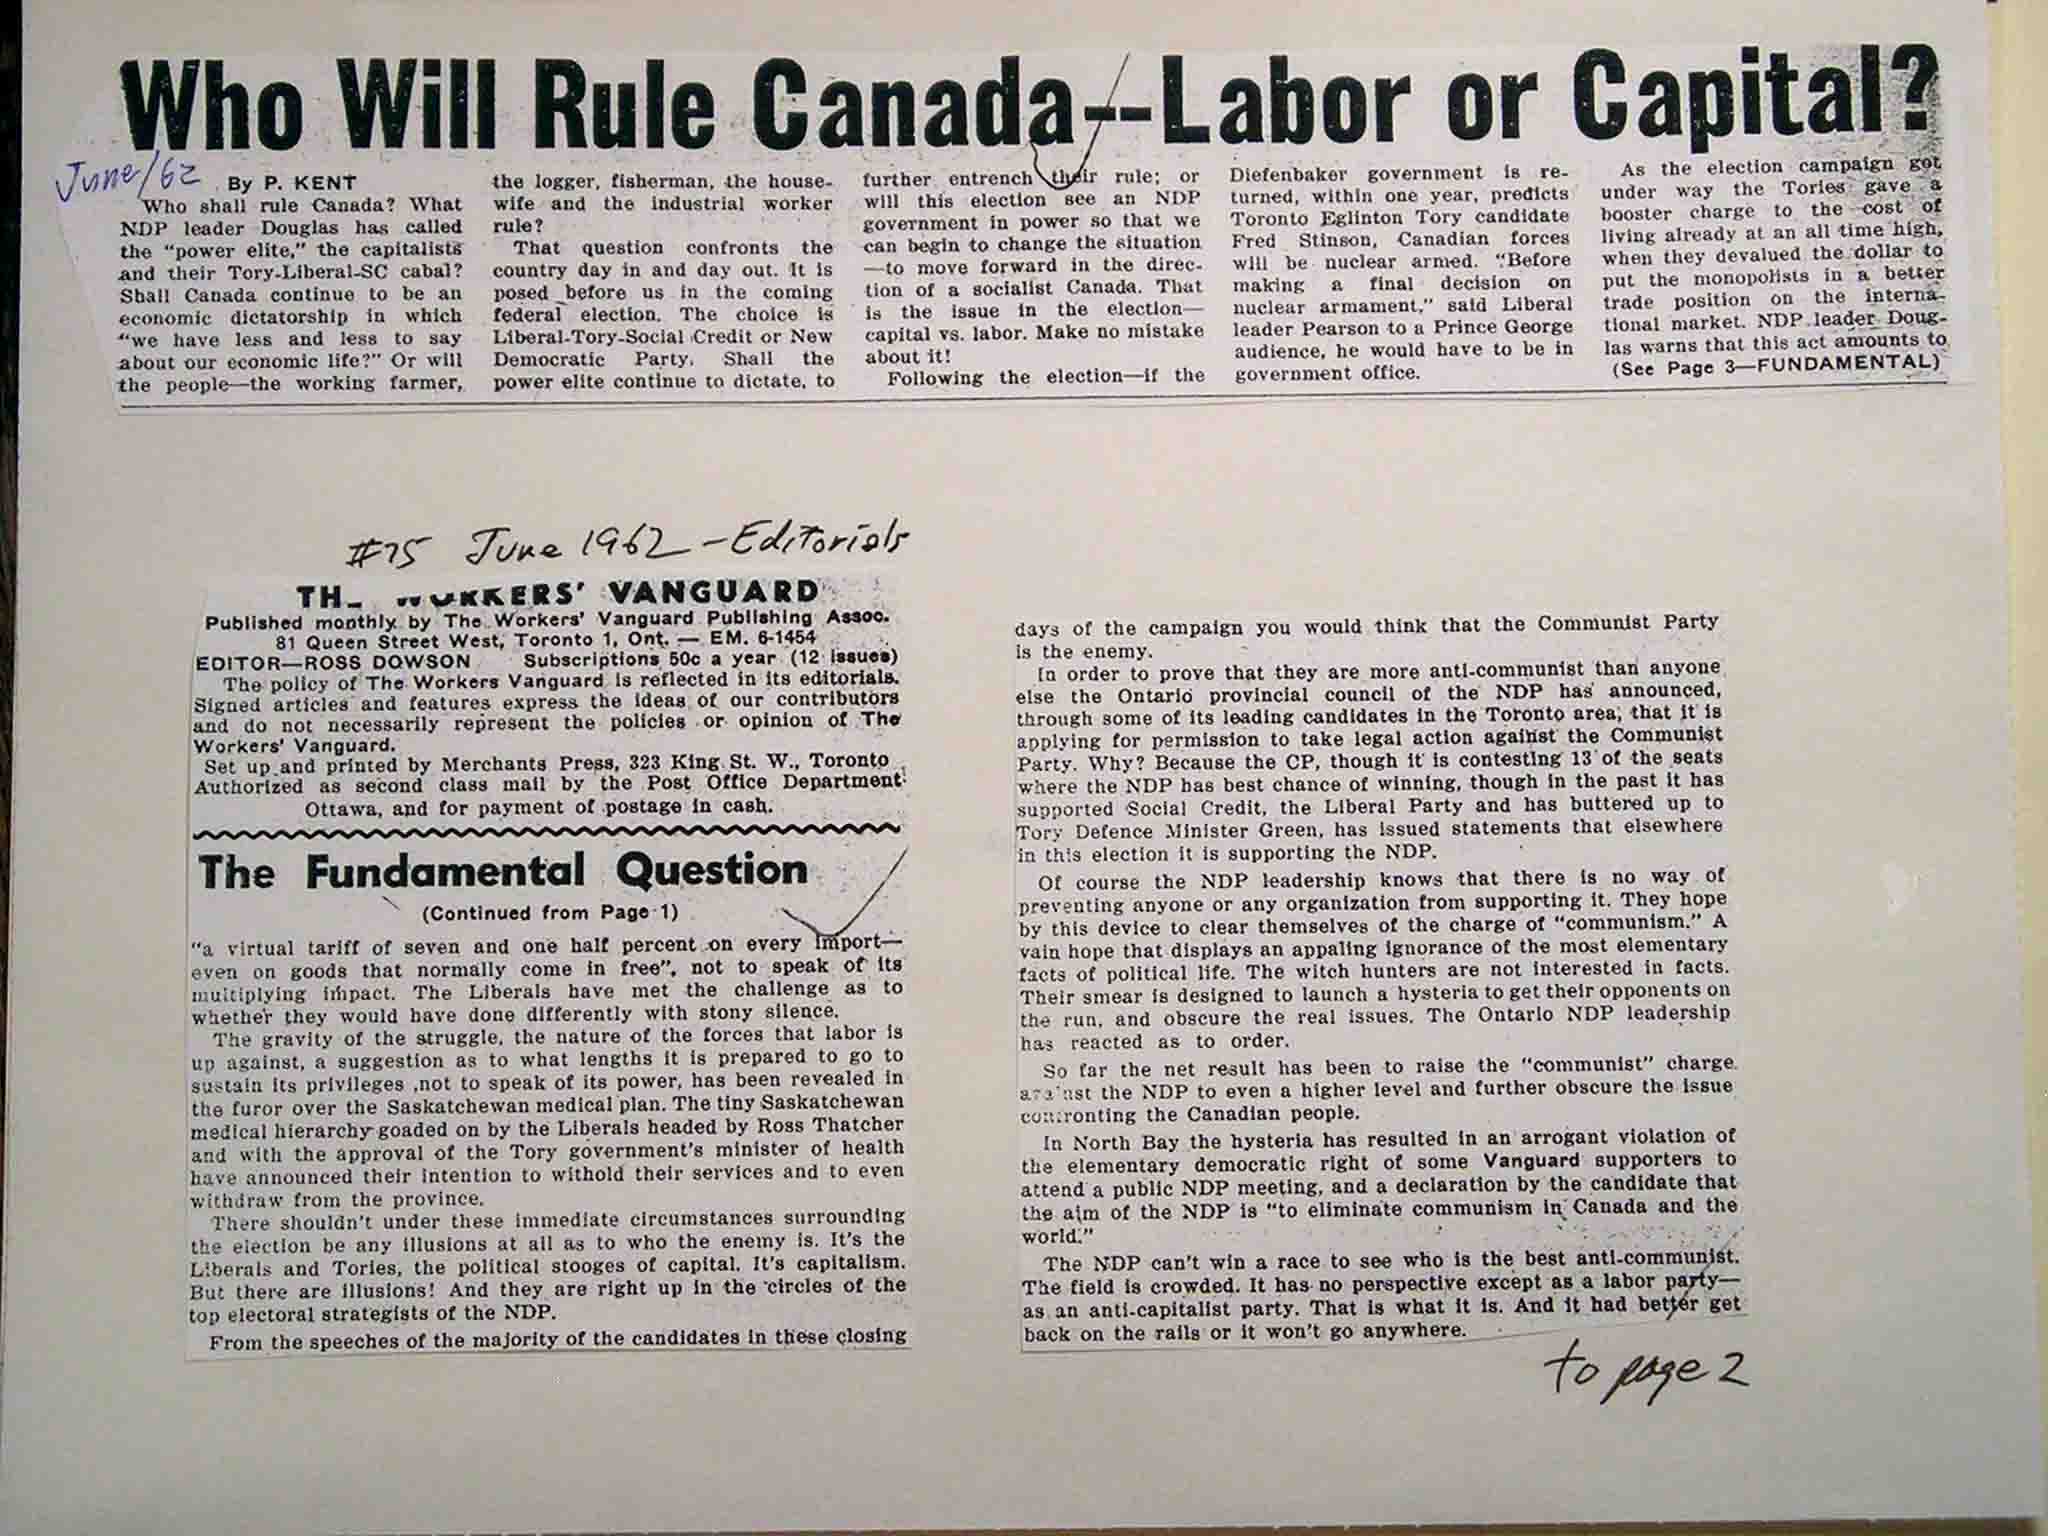 Who Will Rule Canada--Labor or Capital?
June/62
By P. KENT
Who shall rule Canada? What
NDP leader Douglas has called
the "power elite," the capitalists
and their Tory-Liberal-SC cabal?
Shall Canada continue to be an
economic dictatorship in which
"we have less and less to say
about our economic life?" Or will
the people—the working farmer,
the logger, fisherman, the house-
wife and the industrial worker
rule?
That question confronts the
country day in and day out. It is
posed before us in the coming
federal election. The choice is
Liberal-Tory-Social Credit or New
Democratic Party. Shall the
power elite continue to dictate, to
further entrench their rule; or
will this election see an NDP
government in power so that we
can begin to change the situation
—to move forward in the direc-
tion of a socialist Canada. That
is the issue in the election—
capital vs. labor. Make no mistake
about it!
Following the election—if the
Diefenbaker government is re-
turned, within one year, predicts
Toronto Eglinton Tory candidate
Fred Stinson, Canadian forces
will be nuclear armed. "Before
making a final decision on
nuclear armament," said Liberal
leader Pearson to a Prince George
audience, he would have to be in
government office.
As the election campaign got
under way the Tories gave a
booster charge to the cost of
living already at an all time high,
when they devalued the dollar to
put the monopolists in a better
trade position on the interna-
tional market. NDP leader Doug-
las warns that this act amounts to
(See Page 3—FUNDAMENTAL)
#75 June 1962 - Editorials
TH_ WORKERS' VANGUARD
Published monthly by The Workers' Vanguard Publishing Assoc.
81 Queen Street West, Toronto 1, Ont. — EM. 6-1454
EDITOR—ROSS DOWSON Subscriptions 50c a year (12 issues)
The policy of The Workers Vanguard is reflected in its editorials.
Signed articles and features express the ideas of our contributors
and do not necessarily represent the policies or opinion of The
Workers' Vanguard.
Set up and printed by Merchants Press, 323 King St. W., Toronto
Authorized as second class mail by the Post Office Department
Ottawa, and for payment of postage in cash.
The Fundamental Question
(Continued from Page 1)
"a virtual tariff of seven and one half percent on every import—
even on goods that normally come in free", not to speak of its
multiplying impact. The Liberals have met the challenge as to
whether they would have done differently with stony silence.
The gravity of the struggle, the nature of the forces that labor is
up against, a suggestion as to what lengths it is prepared to go to
sustain its privileges ,not to speak of its power, has been revealed in
the furor over the Saskatchewan medical plan. The tiny Saskatchewan
medical hierarchy goaded on by the Liberals headed by Ross Thatcher
and with the approval of the Tory government's minister of health
have announced their intention to withold their services and to even
withdraw from the province.
There shouldn't under these immediate circumstances surrounding
the election be any illusions at all as to who the enemy is. It's the
Liberals and Tories, the political stooges of capital. It's capitalism.
But there are illusions! And they are right up in the circles of the
top electoral strategists of the NDP.
From the speeches of the majority of the candidates in these closing
days of the campaign you would think that the Communist Party
is the enemy.
In order to prove that they are more anti-communist than anyone
else the Ontario provincial council of the NDP has announced,
through some of its leading candidates in the Toronto area, that it is
applying for permission to take legal action against the Communist
Party. Why? Because the CP, though it is contesting 13 of the seats
where the NDP has best chance of winning, though in the past it has
supported Social Credit, the Liberal Party and has buttered up to
Tory Defence Minister Green, has issued statements that elsewhere
in this election it is supporting the NDP.
Of course the NDP leadership knows that there is no way of
preventing anyone or any organization from supporting it. They hope
by this device to clear themselves of the charge of "communism." A
vain hope that displays an appaling ignorance of the most elementary
facts of political life. The witch hunters are not interested in facts.
Their smear is designed to launch a hysteria to get their opponents on
the run, and obscure the real issues. The Ontario NDP leadership
has reacted as to order.
So far the net result has been to raise the "communist" charge
against the NDP to even a higher level and further obscure the issue
confronting the Canadian people.
In North Bay the hysteria has resulted in an arrogant violation of
the elementary democratic right of some Vanguard supporters to
attend a public NDP meeting, and a declaration by the candidate that
the aim of the NDP is "to eliminate communism in Canada and the
world."
The NDP can't win a race to see who is the best anti-communist.
The field is crowded. It has no perspective except as a labor party—
as an anti-capitalist party. That is what it is. And it had better get
back on the rails or it won't go anywhere.
to page 2